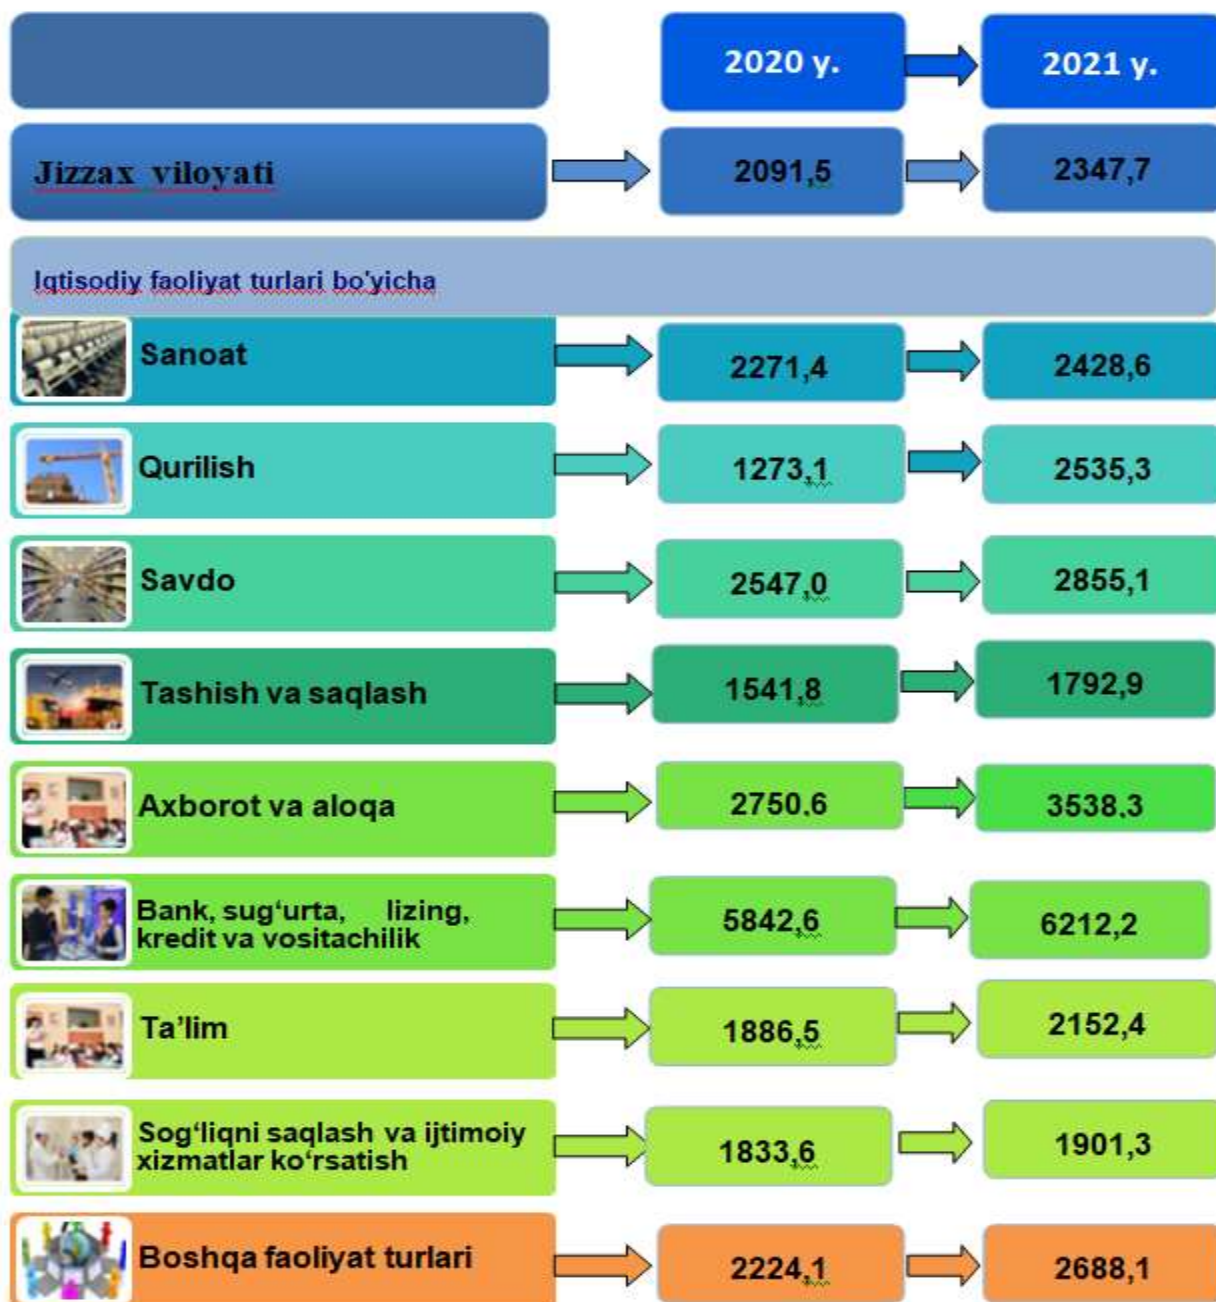 2020 y. 2021 y.
Jizzax viloyati 2091,5 2347,7
Iqtisodiy faoliyat turlari bo'yicha
Sanoat 2271,4 2428,6
Qurilish 1273,1 2535,3
Savdo 2547,0 2855,1
Tashish va saqlash 1541,8 1792,9
Axborot va aloqa 2750,6 3538,3
Bank, sug‘urta, lizing,
kredit va vositachilik 5842,6 6212,2
Ta’lim 1886,5 2152,4
Sog‘liqni saqlash va ijtimoiy
xizmatlar ko‘rsatish 1833,6 1901,3
Boshqa faoliyat turlari 2224,1 2688,1